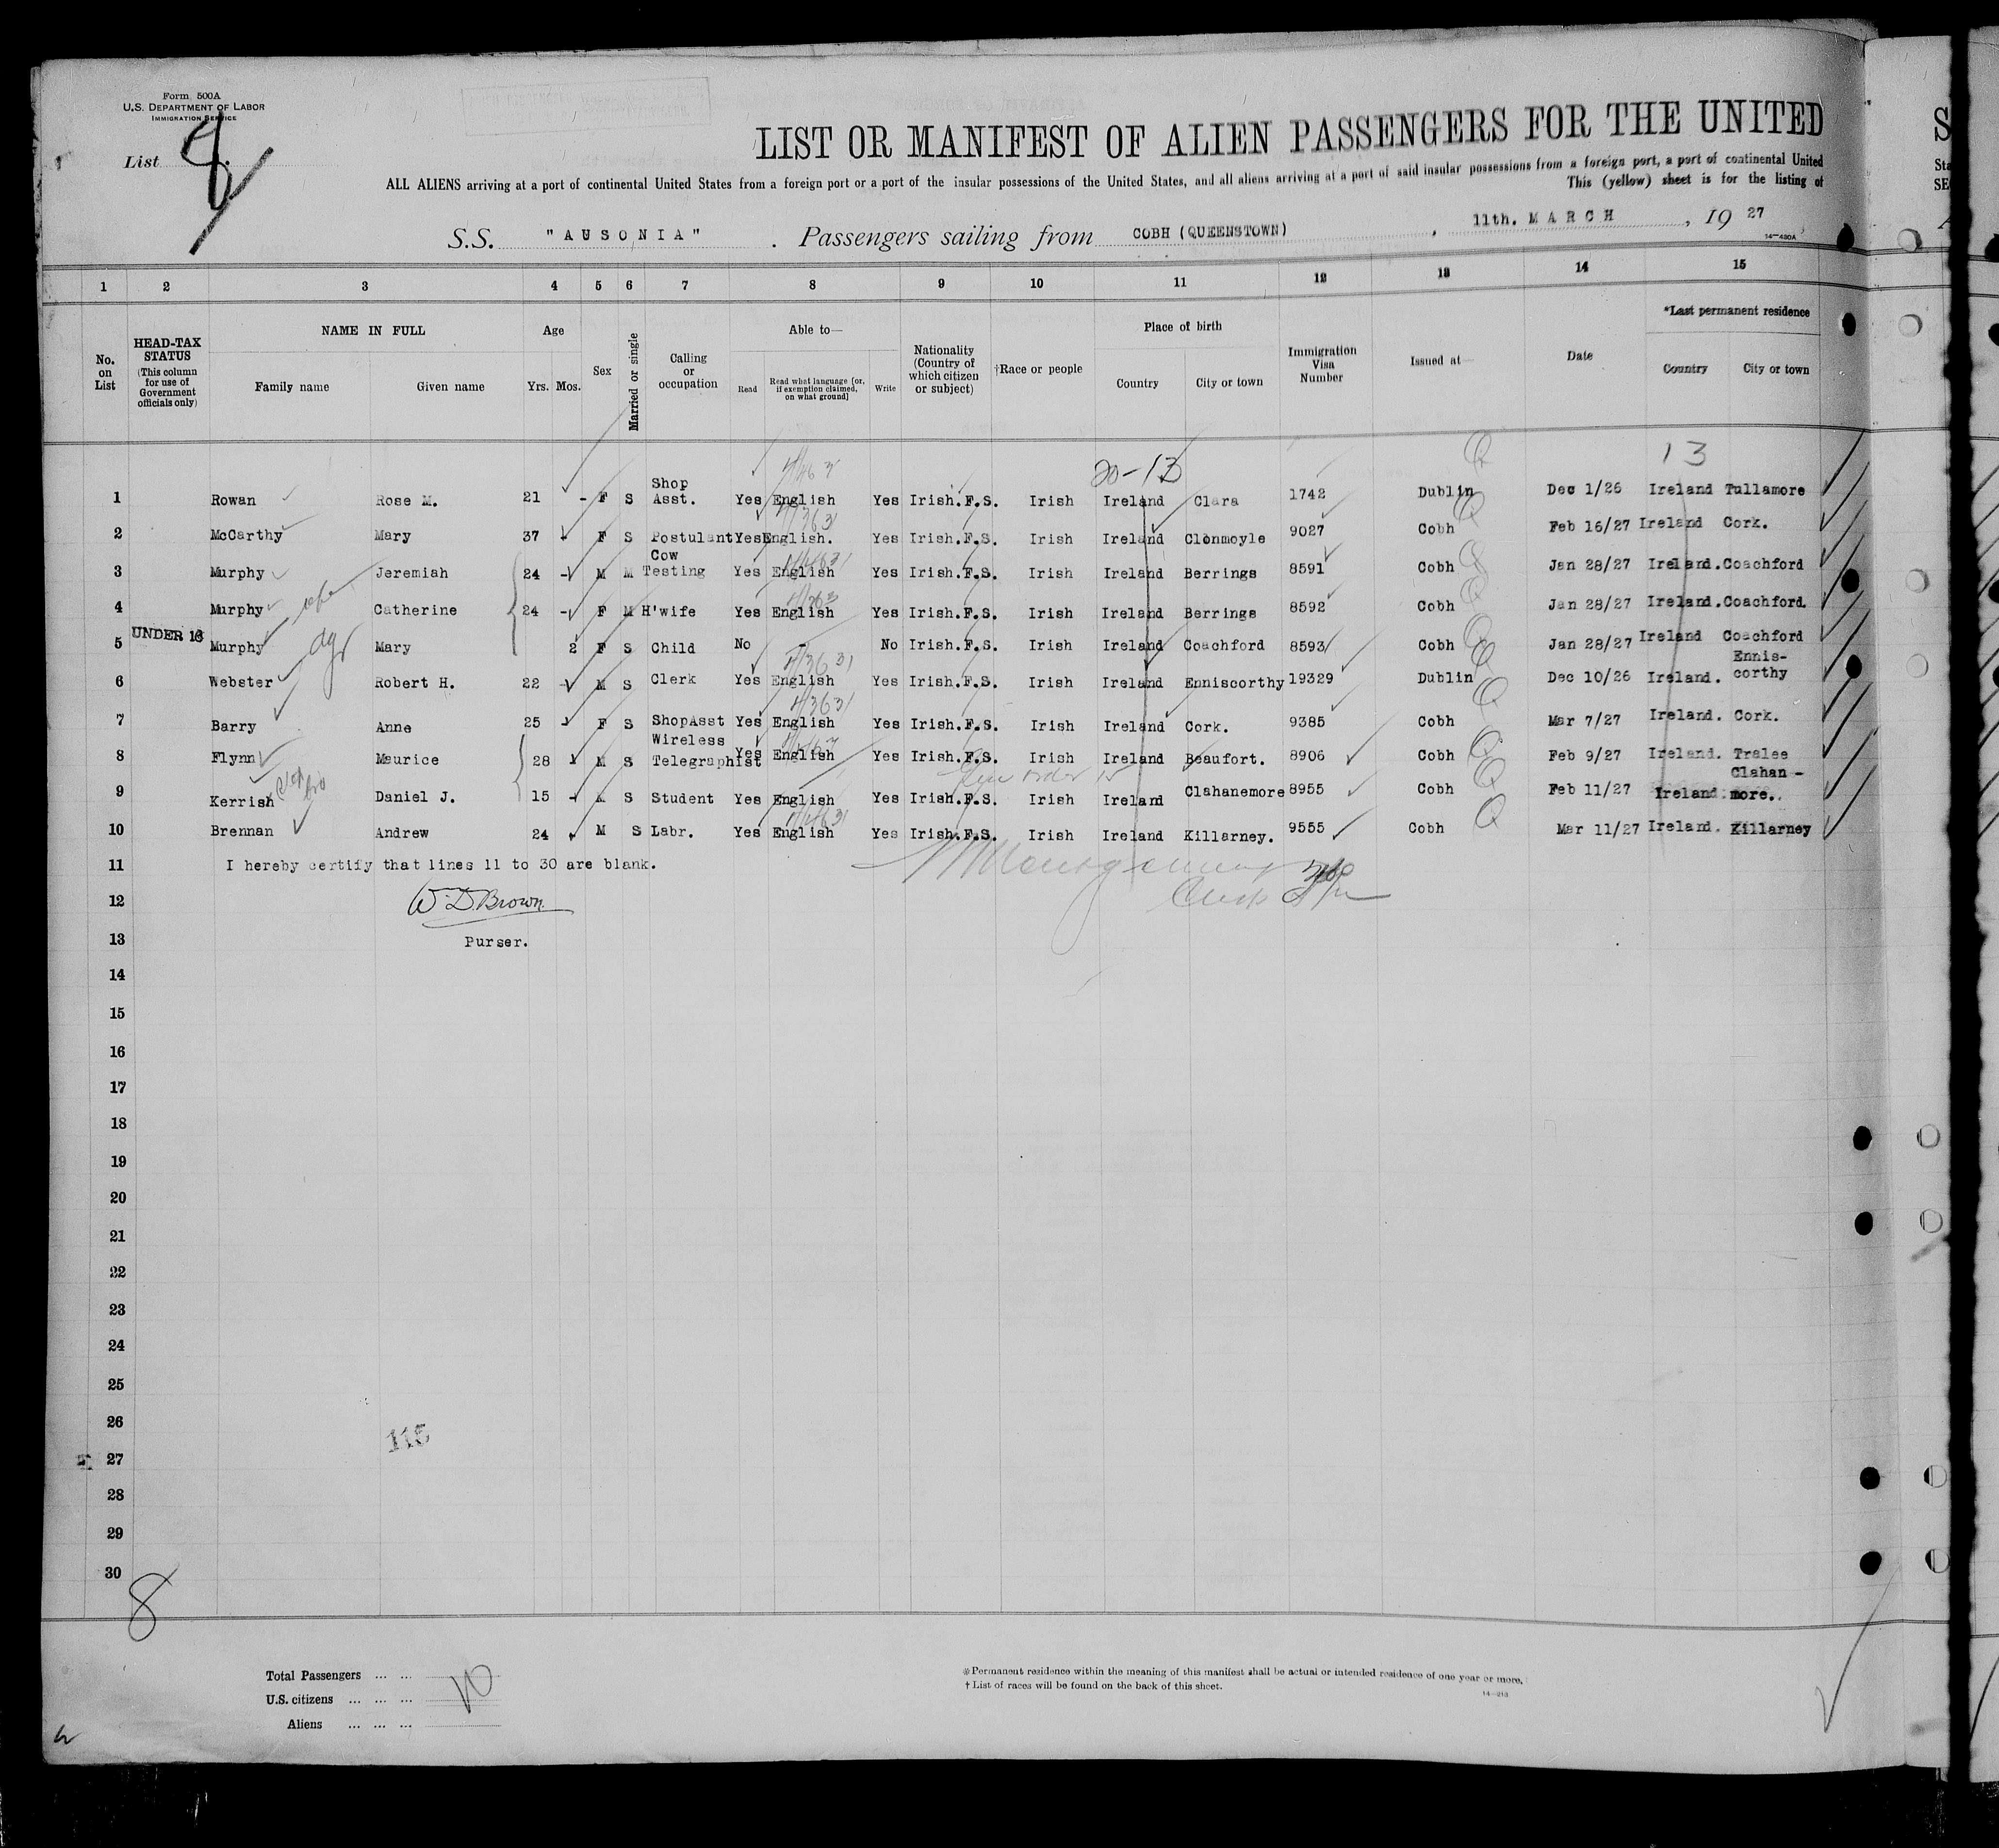 Form 500A
U.S. DEPARTMENT OF LABOR
IMMIGRATION SERVICE
List 8
LIST OR MANIFEST OF ALIEN PASSENGERS FOR THE UNITED
ALL ALIENS arriving at a port of continental United States from a foreign port or a port of the insular possessions of the United States, and all aliens arriving at a port of said insular possessions from a foreign port, a port of continental United
This (yellow) sheet is for the listing of
S.S. "AUSONIA" . Passengers sailing from COBH (QUEENSTOWN) , 11th. MARCH , 19 27
14-430A
1 2 3 4 5 6 7 8 9 10 11 12 13 14 15
No. on List
HEAD-TAX STATUS (This column for use of Government officials only)
NAME IN FULL
Family name Given name
Age
Yrs. Mos.
Sex
Married or single
Calling or occupation
Able to—
Read
Read what language [or, if exemption claimed, on what ground]
Write
Nationality (Country of which citizen or subject)
†Race or people
Place of birth
Country City or town
Immigration Visa Number
Issued at—
Date
*Last permanent residence
Country City or town
20-13 13
1 Rowan Rose M. 21 - F S Shop Asst. Yes English Yes Irish.F.S. Irish Ireland Clara 1742 Dublin Dec 1/26 Ireland Tullamore
2 McCarthy Mary 37 F S Postulant Yes English. Yes Irish.F.S. Irish Ireland Clonmoyle 9027 Cobh Feb 16/27 Ireland Cork.
3 Murphy Jeremiah 24 - M M Cow Testing Yes English Yes Irish.F.S. Irish Ireland Berrings 8591 Cobh Jan 28/27 Ireland. Coachford
4 Murphy Catherine 24 - F M H'wife Yes English Yes Irish.F.S. Irish Ireland Berrings 8592 Cobh Jan 28/27 Ireland. Coachford.
UNDER 16
5 Murphy Mary 2 F S Child No No Irish.F.S. Irish Ireland Coachford 8593 Cobh Jan 28/27 Ireland Coachford
6 Webster Robert H. 22 - M S Clerk Yes English Yes Irish.F.S. Irish Ireland Enniscorthy 19329 Dublin Dec 10/26 Ireland. Ennis-corthy
7 Barry Anne 25 - F S ShopAsst Yes English Yes Irish.F.S. Irish Ireland Cork. 9385 Cobh Mar 7/27 Ireland. Cork.
8 Flynn Maurice 28 M S Wireless Telegraphist Yes English Yes Irish.F.S. Irish Ireland Beaufort. 8906 Cobh Feb 9/27 Ireland. Tralee
9 Kerrish Daniel J. 15 - M S Student Yes English Yes Irish.F.S. Irish Ireland Clahanemore 8955 Cobh Feb 11/27 Ireland. Clahan-more.
10 Brennan Andrew 24 M S Labr. Yes English Yes Irish.F.S. Irish Ireland Killarney. 9555 Cobh Mar 11/27 Ireland. Killarney
11 I hereby certify that lines 11 to 30 are blank.
12 W. D. Brown.
13 Purser.
14
15
16
17
18
19
20
21
22
23
24
25
26
115
27
28
29
30
8
Total Passengers ... ... 10
U.S. citizens ... ... ...
Aliens ... ... ...
*Permanent residence within the meaning of this manifest shall be actual or intended residence of one year or more.
† List of races will be found on the back of this sheet.
14-213